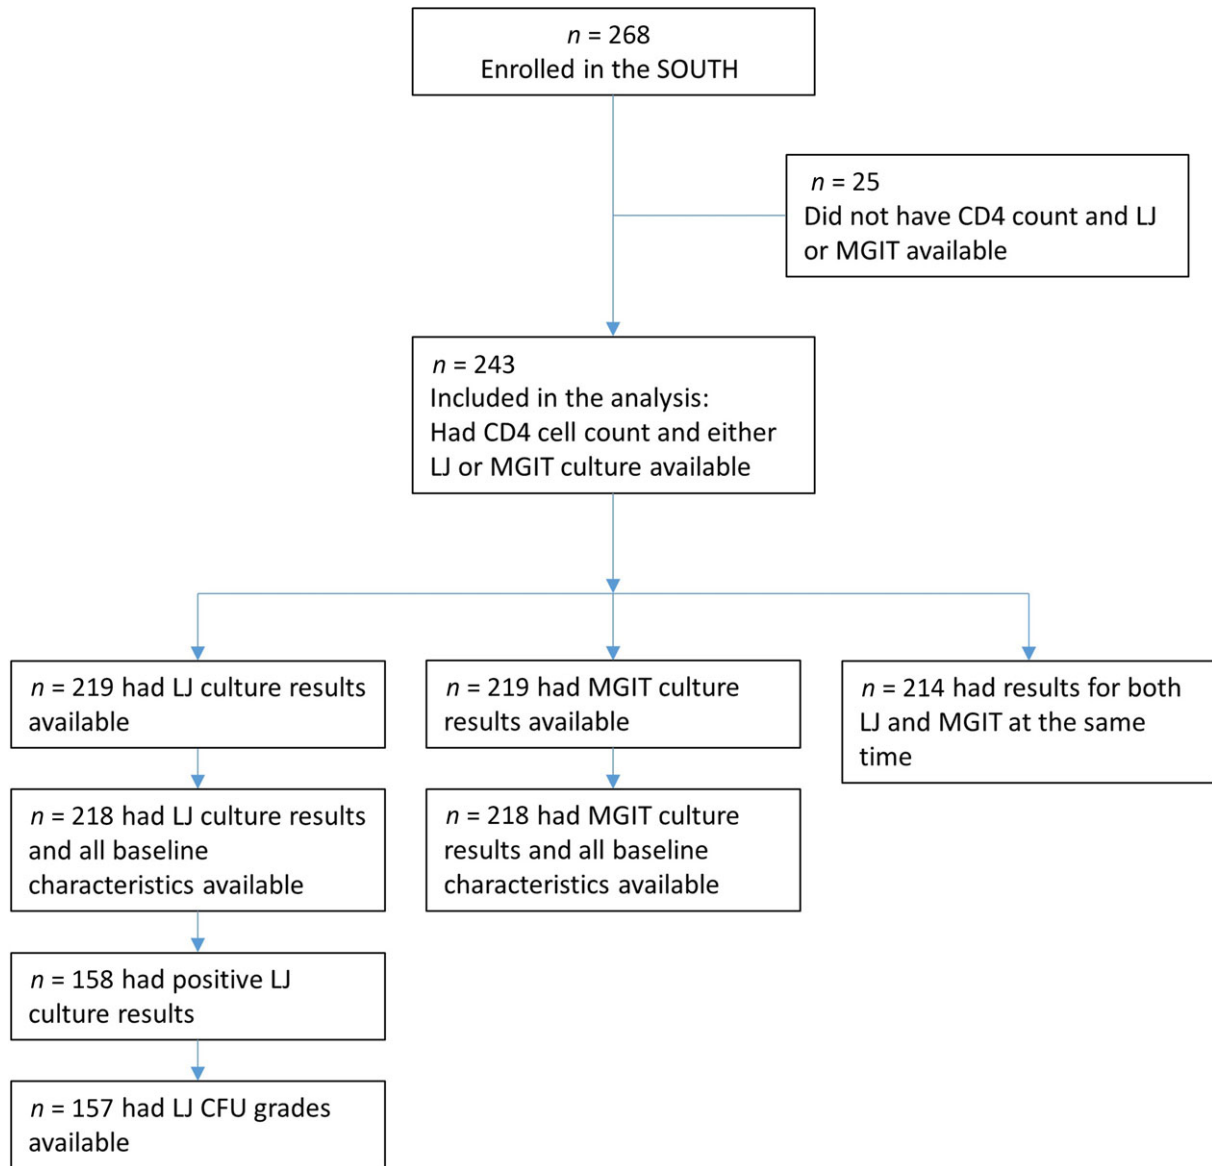 n = 268
Enrolled in the SOUTH
n = 25
Did not have CD4 count and LJ
or MGIT available
n = 243
Included in the analysis:
Had CD4 cell count and either
LJ or MGIT culture available
n = 219 had LJ culture results
available
n = 219 had MGIT culture
results available
n = 214 had results for both
LJ and MGIT at the same
time
n = 218 had LJ culture results
and all baseline
characteristics available
n = 218 had MGIT culture
results and all baseline
characteristics available
n = 158 had positive LJ
culture results
n = 157 had LJ CFU grades
available